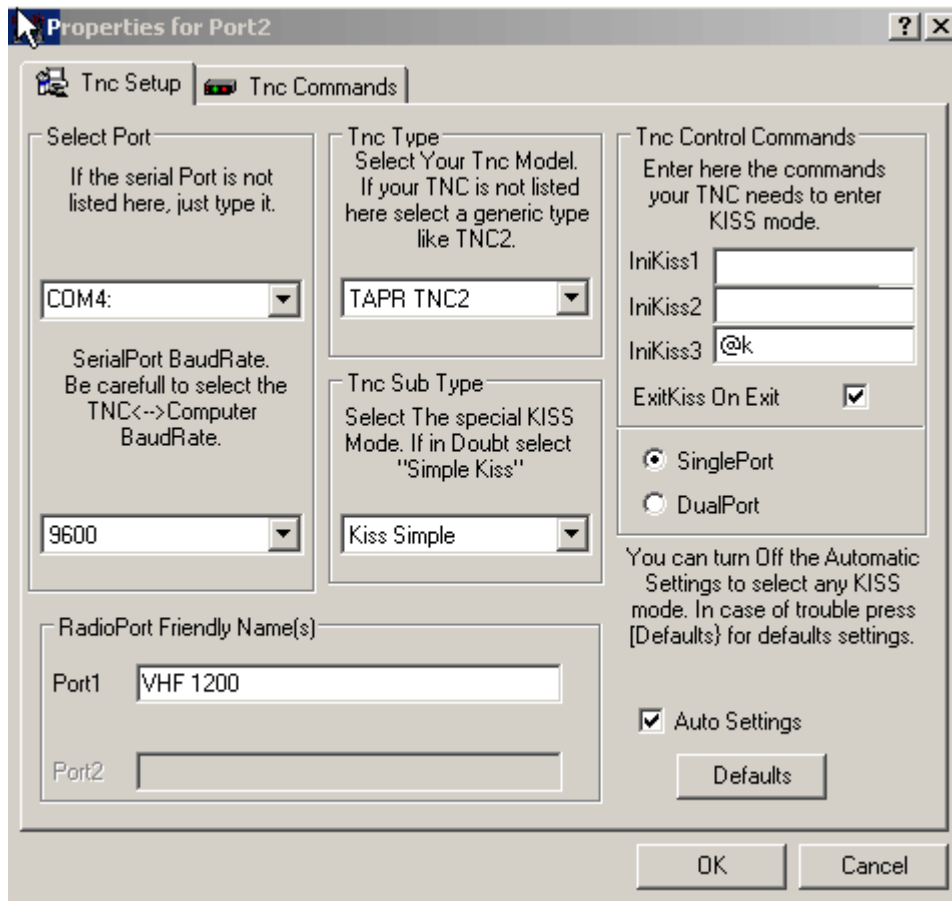 Properties for Port2
Tnc Setup
Tnc Commands
Select Port
If the serial Port is not
listed here, just type it.
COM4:
SerialPort BaudRate.
Be carefull to select the
TNC<-->Computer
BaudRate.
9600
Tnc Type
Select Your Tnc Model.
If your TNC is not listed
here select a generic type
like TNC2.
TAPR TNC2
Tnc Sub Type
Select The special KISS
Mode. If in Doubt select
"Simple Kiss"
Kiss Simple
Tnc Control Commands
Enter here the commands
your TNC needs to enter
KISS mode.
IniKiss1
IniKiss2
IniKiss3 @k
ExitKiss On Exit
SinglePort
DualPort
You can turn Off the Automatic
Settings to select any KISS
mode. In case of trouble press
[Defaults} for defaults settings.
RadioPort Friendly Name(s)
Port1 VHF 1200
Port2
Auto Settings
Defaults
OK
Cancel